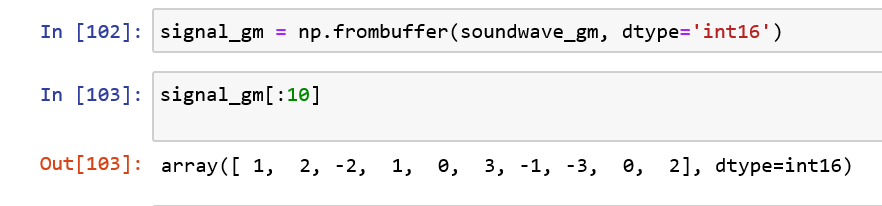 In [102]: signal_gm = np.frombuffer(soundwave_gm, dtype='int16')
In [103]: signal_gm[:10]
Out[103]: array([ 1,  2, -2,  1,  0,  3, -1, -3,  0,  2], dtype=int16)